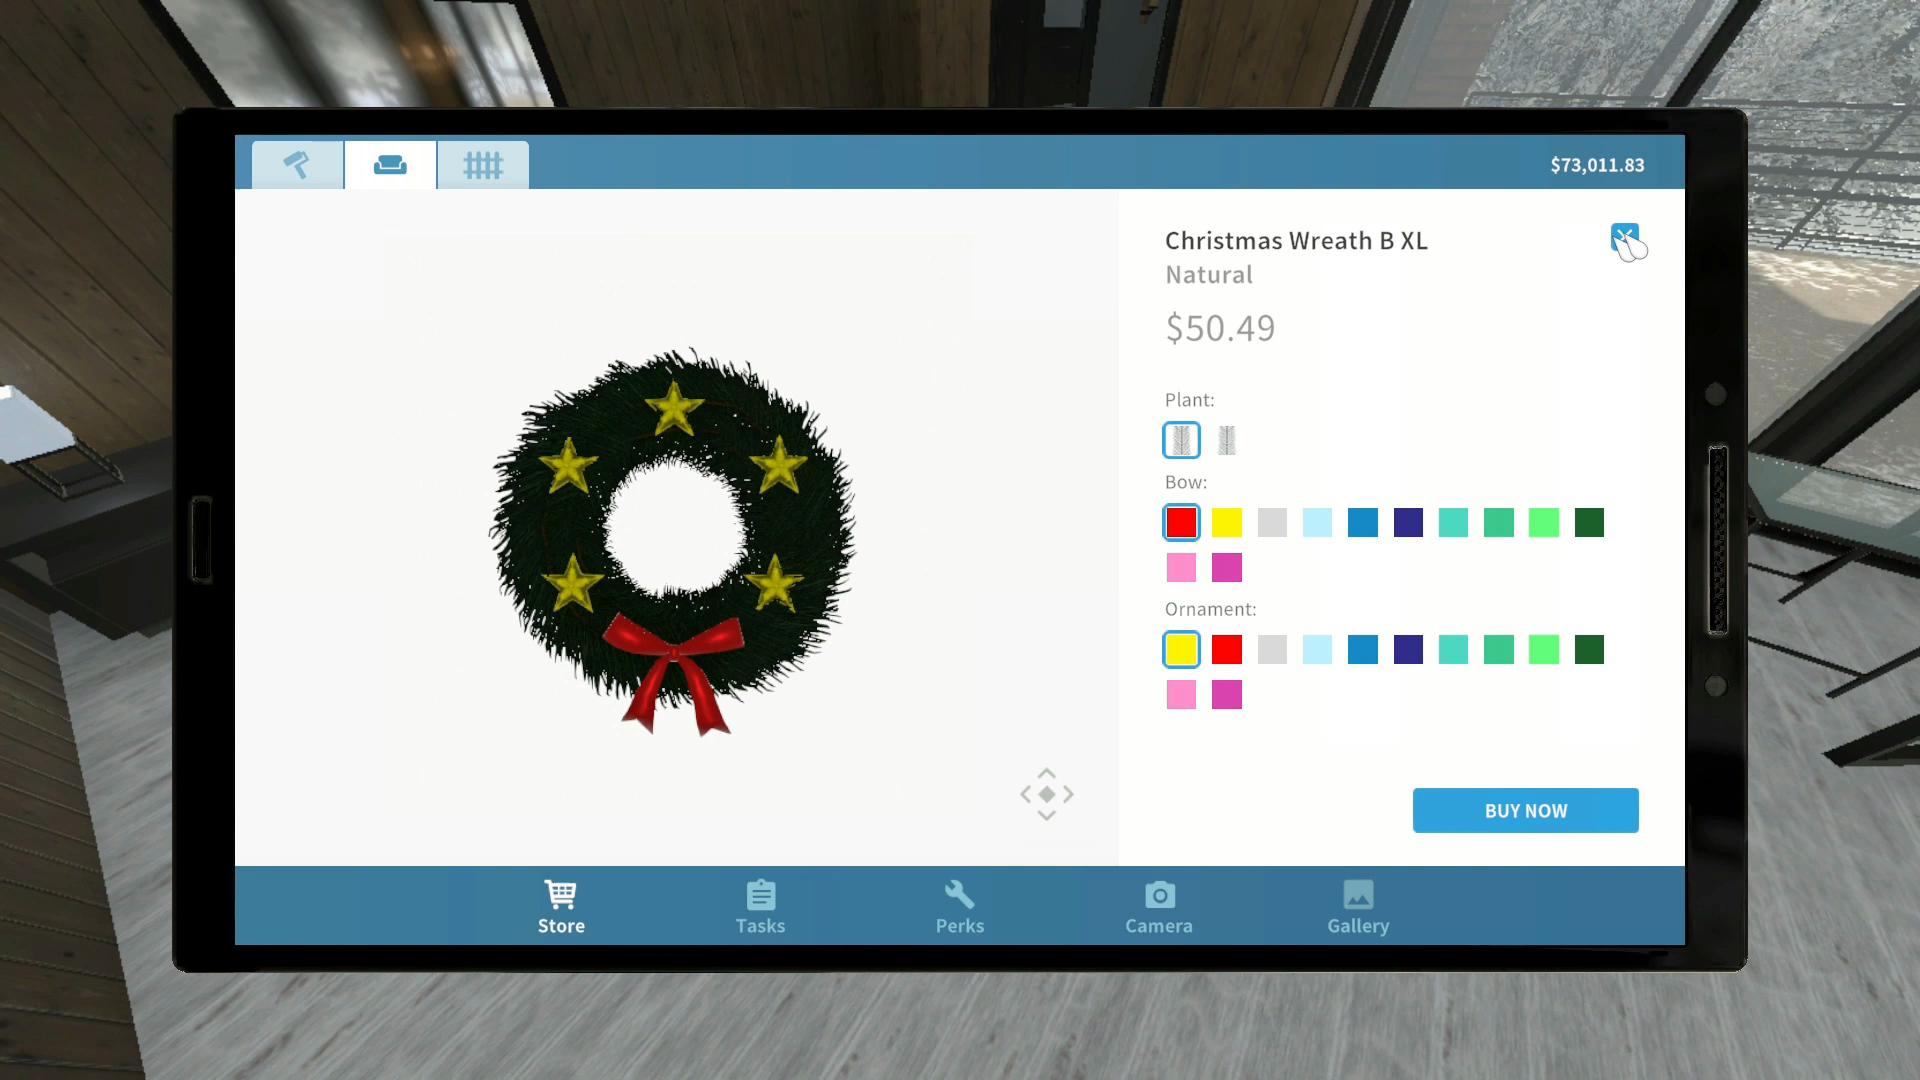 $73,011.83
Christmas Wreath B XL
Natural
$50.49
Plant:
Bow:
Ornament:
BUY NOW
Store
Tasks
Perks
Camera
Gallery